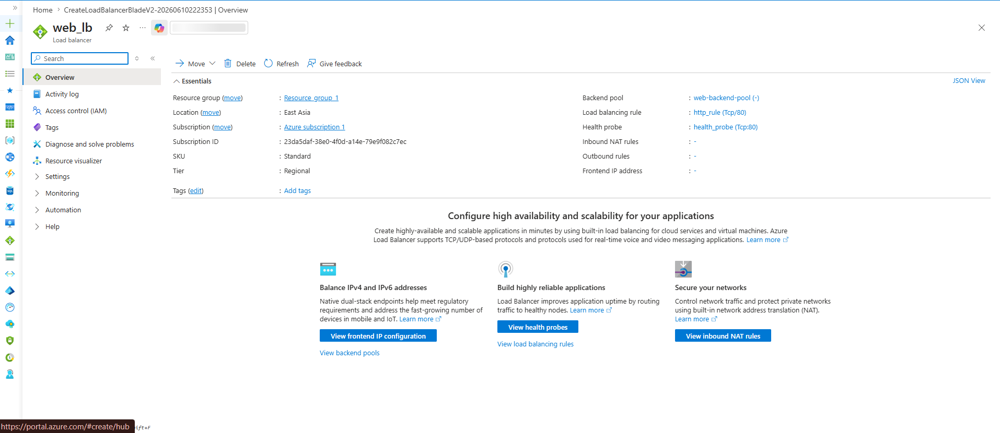 Home > CreateLoadBalancerBladeV2-20260610222353 | Overview
web_lb
Load balancer
Search
Overview
Activity log
Access control (IAM)
Tags
Diagnose and solve problems
Resource visualizer
Settings
Monitoring
Automation
Help
Move
Delete
Refresh
Give feedback
Essentials
JSON View
Resource group (move) : Resource_group_1
Location (move) : East Asia
Subscription (move) : Azure subscription 1
Subscription ID : 23da5daf-38e0-4f0d-a14e-79e9f082c7ec
SKU : Standard
Tier : Regional
Backend pool : web-backend-pool (-)
Load balancing rule : http_rule (Tcp/80)
Health probe : health_probe (Tcp:80)
Inbound NAT rules : -
Outbound rules : -
Frontend IP address : -
Tags (edit) : Add tags
Configure high availability and scalability for your applications
Create highly-available and scalable applications in minutes by using built-in load balancing for cloud services and virtual machines. Azure
Load Balancer supports TCP/UDP-based protocols and protocols used for real-time voice and video messaging applications. Learn more
Balance IPv4 and IPv6 addresses
Native dual-stack endpoints help meet regulatory
requirements and address the fast-growing number of
devices in mobile and IoT. Learn more
View frontend IP configuration
View backend pools
Build highly reliable applications
Load Balancer improves application uptime by routing
traffic to healthy nodes. Learn more
View health probes
View load balancing rules
Secure your networks
Control network traffic and protect private networks
using built-in network address translation (NAT).
Learn more
View inbound NAT rules
https://portal.azure.com/#create/hub
ift+F